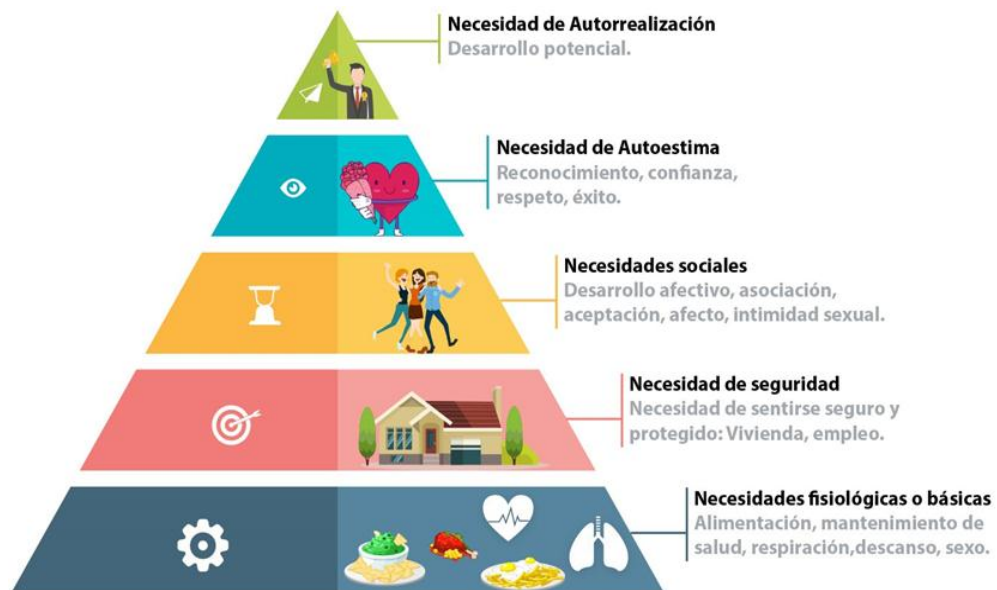 Necesidad de Autorrealización
Desarrollo potencial.
Necesidad de Autoestima
Reconocimiento, confianza,
respeto, éxito.
Necesidades sociales
Desarrollo afectivo, asociación,
aceptación, afecto, intimidad sexual.
Necesidad de seguridad
Necesidad de sentirse seguro y
protegido: Vivienda, empleo.
Necesidades fisiológicas o básicas
Alimentación, mantenimiento de
salud, respiración,descanso, sexo.